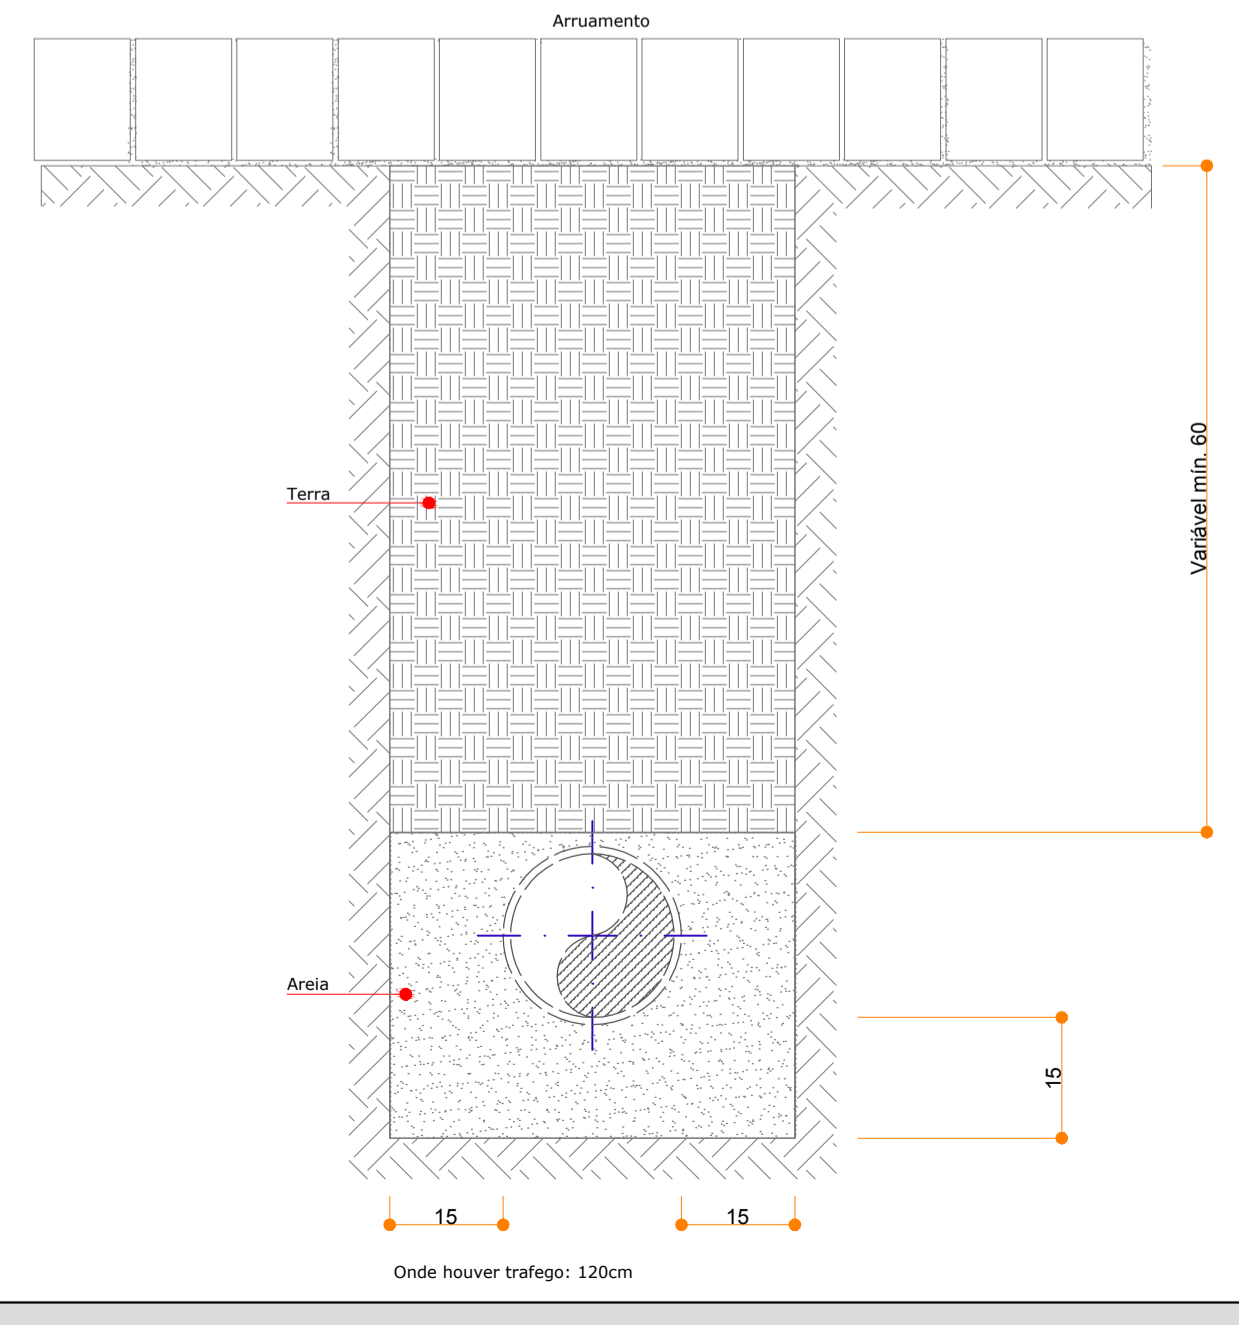 Arruamento
Variável mín. 60
Terra
Areia
15
15
15
Onde houver trafego: 120cm